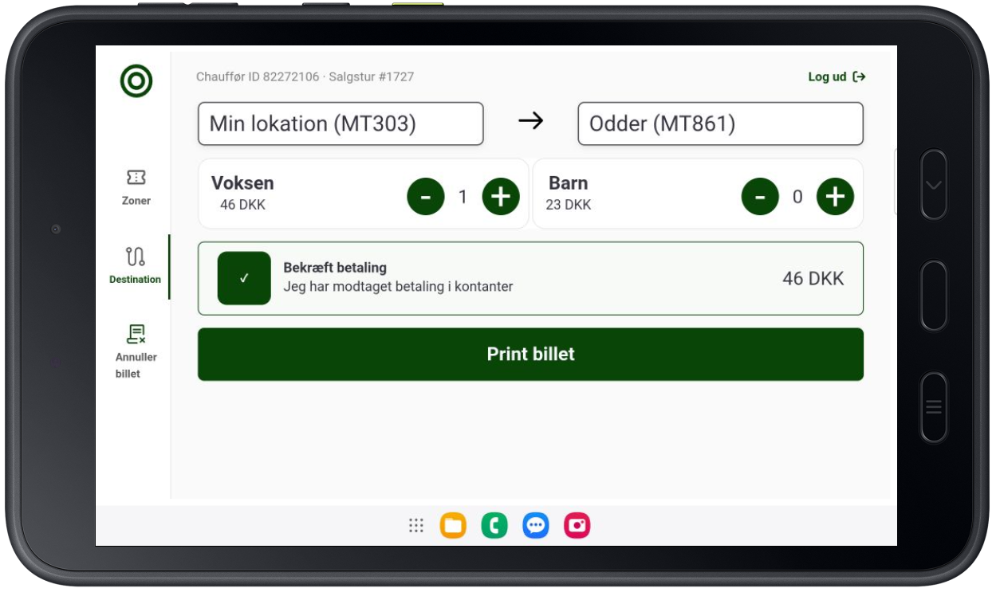 Chauffør ID 82272106 · Salgstur #1727
Log ud
Min lokation (MT303)
→
Odder (MT861)
Zoner
Destination
Annuller
billet
Voksen
46 DKK
-
1
+
Barn
23 DKK
-
0
+
✓
Bekræft betaling
Jeg har modtaget betaling i kontanter
46 DKK
Print billet